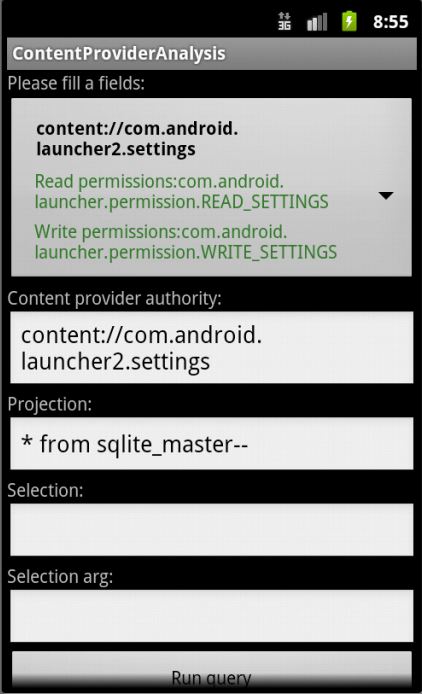 3G 8:55
ContentProviderAnalysis
Please fill a fields:
content://com.android.
launcher2.settings
Read permissions:com.android.
launcher.permission.READ_SETTINGS
Write permissions:com.android.
launcher.permission.WRITE_SETTINGS
Content provider authority:
content://com.android.
launcher2.settings
Projection:
* from sqlite_master--
Selection:
Selection arg:
Run query